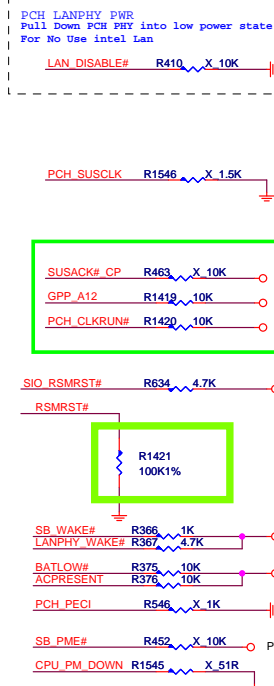 PCH LANPHY PWR
Pull Down PCH PHY into low power state
For No Use intel Lan
LAN_DISABLE# R410 X_10K
PCH_SUSCLK R1546 X_1.5K
SUSACK#_CP R463 X_10K
GPP_A12 R1419 10K
PCH_CLKRUN# R1420 10K
SIO_RSMRST# R634 4.7K
RSMRST#
R1421
100K1%
SB_WAKE# R366 1K
LANPHY_WAKE# R367 4.7K
BATLOW# R375 10K
ACPRESENT R376 10K
PCH_PECI R546 X_1K
SB_PME# R452 X_10K P
CPU_PM_DOWN R1545 X_51R